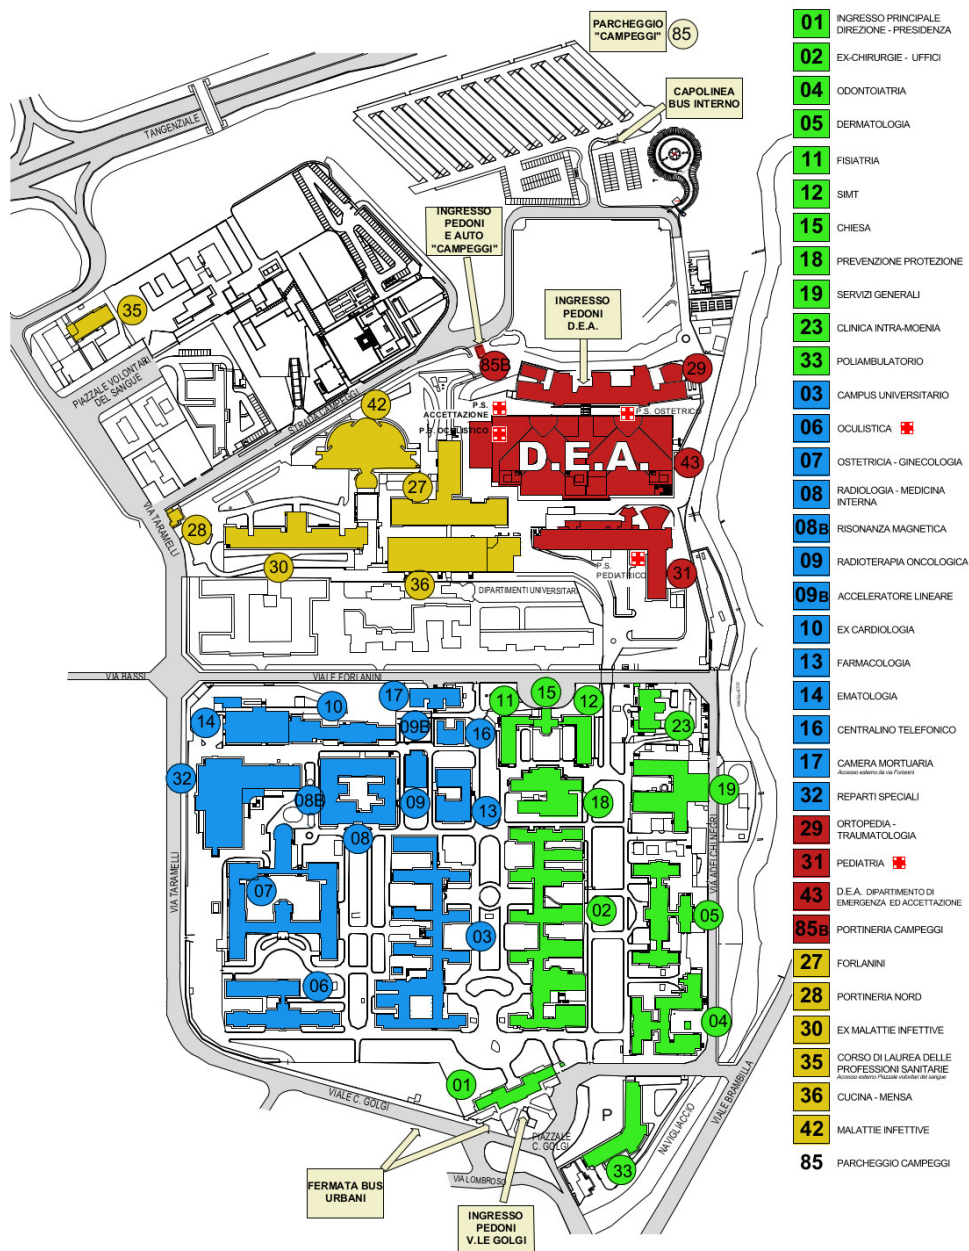 PARCHEGGIO
"CAMPEGGI"
85
CAPOLINEA
BUS INTERNO
TANGENZIALE
INGRESSO
PEDONI
E AUTO
"CAMPEGGI"
INGRESSO
PEDONI
D.E.A.
35
PIAZZALE VOLONTARI
DEL SANGUE
STRADA CAMPEGGI
85B
29
42
P.S.
ACCETTAZIONE
P.S. OSTETRICO
P.S. OCULISTICO
D.E.A.
43
27
28
VIA TARAMELLI
30
36
P.S.
PEDIATRICO
31
DIPARTIMENTI UNIVERSITARI
VIA BASSI
VIALE FORLANINI
NAVIGLIACCIO
17
15
11
12
14
10
09B
16
23
32
08B
09
13
18
19
08
VIA TARAMELLI
VIA ADELCHI NEGRI
07
03
02
05
06
04
01
VIALE C. GOLGI
PIAZZALE
C. GOLGI
P
NAVIGLIACCIO
VIALE BRAMBILLA
33
VIA LOMBROSO
FERMATA BUS
URBANI
INGRESSO
PEDONI
V.LE GOLGI
01 INGRESSO PRINCIPALE
DIREZIONE - PRESIDENZA
02 EX-CHIRURGIE - UFFICI
04 ODONTOIATRIA
05 DERMATOLOGIA
11 FISIATRIA
12 SIMT
15 CHIESA
18 PREVENZIONE PROTEZIONE
19 SERVIZI GENERALI
23 CLINICA INTRA-MOENIA
33 POLIAMBULATORIO
03 CAMPUS UNIVERSITARIO
06 OCULISTICA
07 OSTETRICIA - GINECOLOGIA
08 RADIOLOGIA - MEDICINA
INTERNA
08B RISONANZA MAGNETICA
09 RADIOTERAPIA ONCOLOGICA
09B ACCELERATORE LINEARE
10 EX CARDIOLOGIA
13 FARMACOLOGIA
14 EMATOLOGIA
16 CENTRALINO TELEFONICO
17 CAMERA MORTUARIA
Accesso esterno da via Forlanini
32 REPARTI SPECIALI
29 ORTOPEDIA -
TRAUMATOLOGIA
31 PEDIATRIA
43 D.E.A. DIPARTIMENTO DI
EMERGENZA ED ACCETTAZIONE
85B PORTINERIA CAMPEGGI
27 FORLANINI
28 PORTINERIA NORD
30 EX MALATTIE INFETTIVE
35 CORSO DI LAUREA DELLE
PROFESSIONI SANITARIE
Accesso esterno Piazzale volontari del sangue
36 CUCINA - MENSA
42 MALATTIE INFETTIVE
85 PARCHEGGIO CAMPEGGI